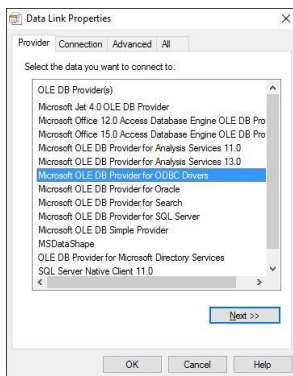 Data Link Properties
Provider Connection Advanced All
Select the data you want to connect to:
OLE DB Provider(s)
Microsoft Jet 4.0 OLE DB Provider
Microsoft Office 12.0 Access Database Engine OLE DB Pro
Microsoft Office 15.0 Access Database Engine OLE DB Pro
Microsoft OLE DB Provider for Analysis Services 11.0
Microsoft OLE DB Provider for Analysis Services 13.0
Microsoft OLE DB Provider for ODBC Drivers
Microsoft OLE DB Provider for Oracle
Microsoft OLE DB Provider for Search
Microsoft OLE DB Provider for SQL Server
Microsoft OLE DB Simple Provider
MSDataShape
OLE DB Provider for Microsoft Directory Services
SQL Server Native Client 11.0
Next >>
OK Cancel Help